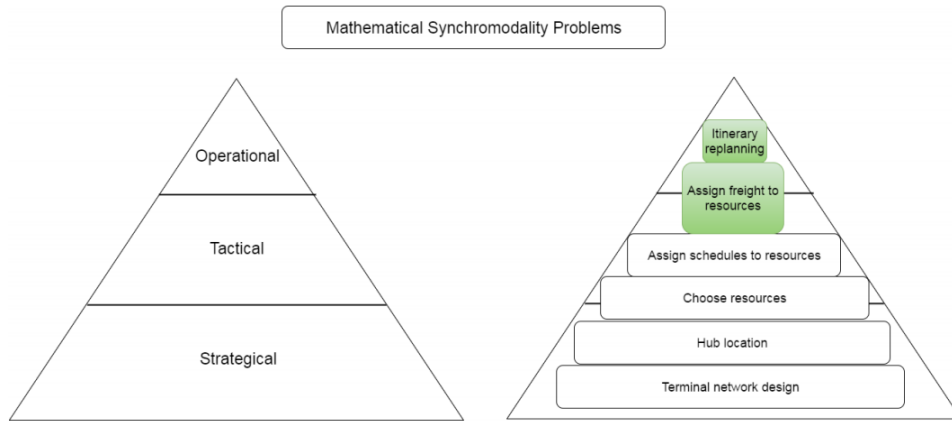 Mathematical Synchromodality Problems
Operational
Tactical
Strategical
Itinerary
replanning
Assign freight to
resources
Assign schedules to resources
Choose resources
Hub location
Terminal network design